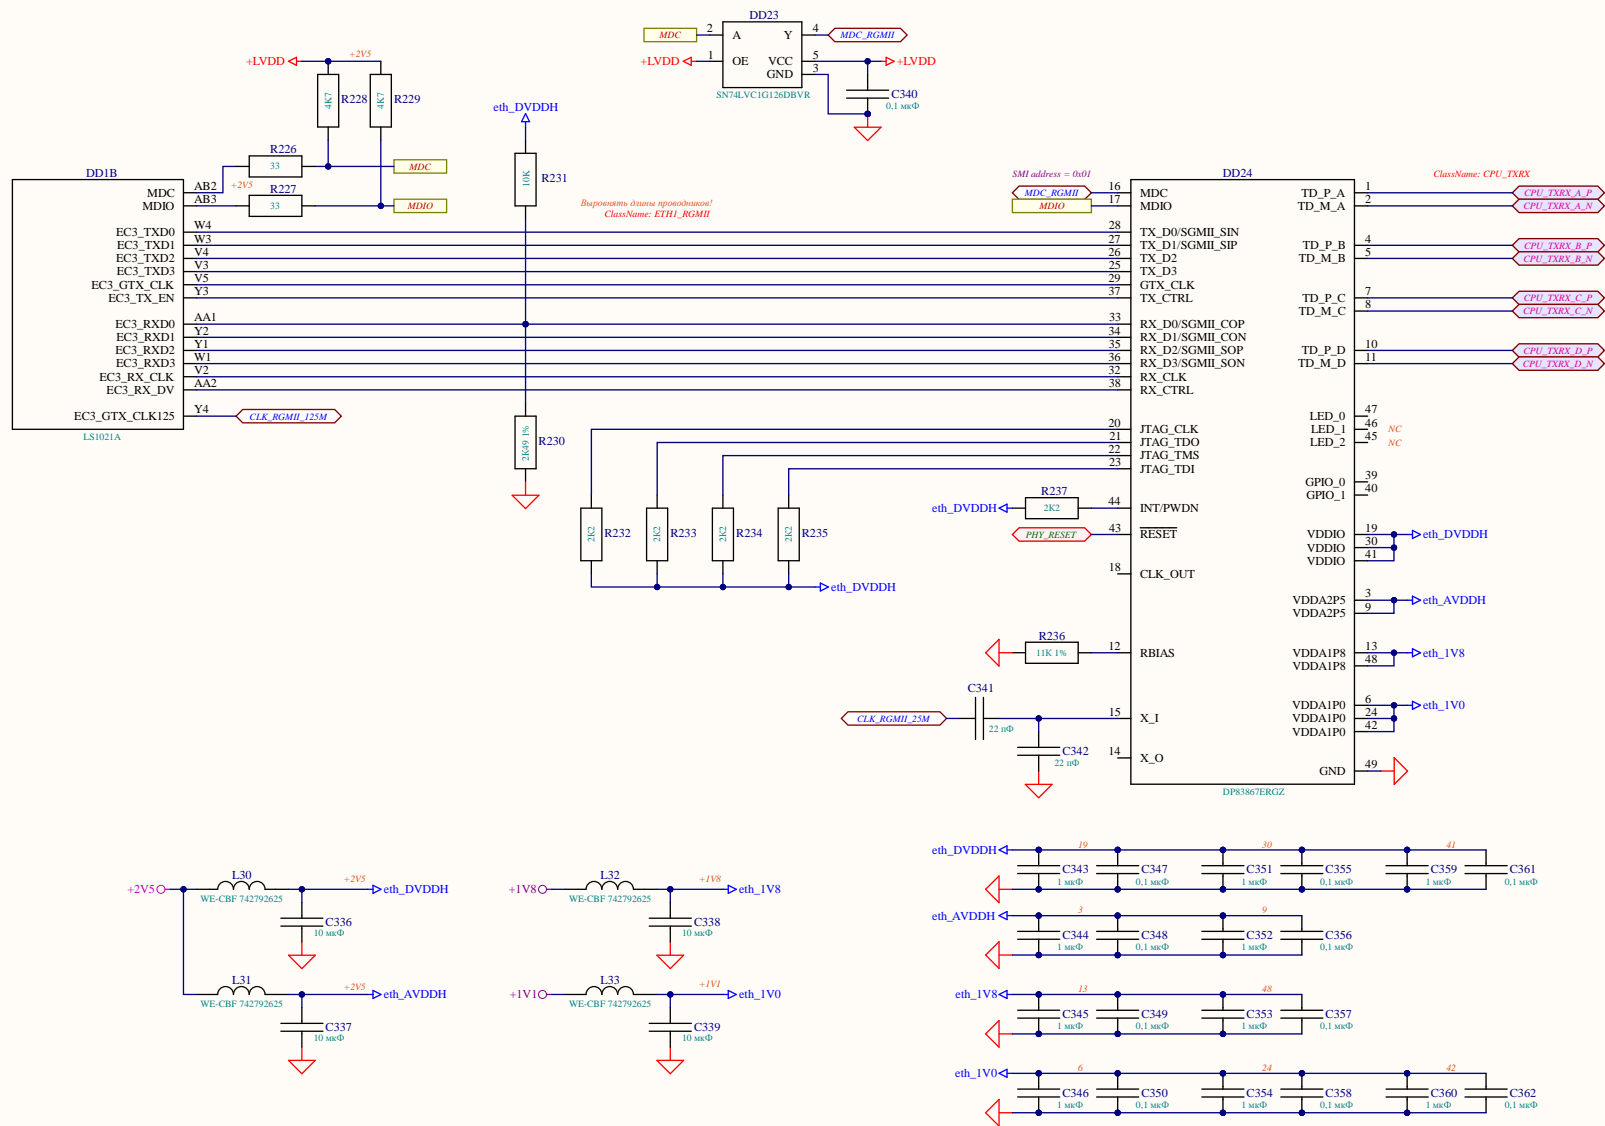 DD23
MDC 2 A Y 4 MDC_RGMII
+LVDD 1 OE VCC 5 +LVDD
GND 3
SN74LVC1G126DBVR
C340
0,1 мкФ
+LVDD +2V5
4K7 R228 4K7 R229
R226
33
MDC
R227
33
MDIO
+2V5
eth_DVDDH
10K R231
Выровнять длины проводников!
ClassName: ETH1_RGMII
2K49 1% R230
DD1B
MDC AB2
MDIO AB3
EC3_TXD0 W4
EC3_TXD1 W3
EC3_TXD2 V4
EC3_TXD3 V3
EC3_GTX_CLK V5
EC3_TX_EN Y3
EC3_RXD0 AA1
EC3_RXD1 Y2
EC3_RXD2 Y1
EC3_RXD3 W1
EC3_RX_CLK V2
EC3_RX_DV AA2
EC3_GTX_CLK125 Y4 CLK_RGMII_125M
LS1021A
SMI address = 0x01
DD24
ClassName: CPU_TXRX
MDC_RGMII 16 MDC
MDIO 17 MDIO
28 TX_D0/SGMII_SIN
27 TX_D1/SGMII_SIP
26 TX_D2
25 TX_D3
29 GTX_CLK
37 TX_CTRL
33 RX_D0/SGMII_COP
34 RX_D1/SGMII_CON
35 RX_D2/SGMII_SOP
36 RX_D3/SGMII_SON
32 RX_CLK
38 RX_CTRL
20 JTAG_CLK
21 JTAG_TDO
22 JTAG_TMS
23 JTAG_TDI
eth_DVDDH R237 2K2 44 INT/PWDN
PHY_RESET 43 RESET
18 CLK_OUT
R236 11K 1% 12 RBIAS
CLK_RGMII_25M C341 22 пФ 15 X_I
C342
22 пФ
14 X_O
TD_P_A 1 CPU_TXRX_A_P
TD_M_A 2 CPU_TXRX_A_N
TD_P_B 4 CPU_TXRX_B_P
TD_M_B 5 CPU_TXRX_B_N
TD_P_C 7 CPU_TXRX_C_P
TD_M_C 8 CPU_TXRX_C_N
TD_P_D 10 CPU_TXRX_D_P
TD_M_D 11 CPU_TXRX_D_N
LED_0 47
LED_1 46 NC
LED_2 45 NC
GPIO_0 39
GPIO_1 40
VDDIO 19 eth_DVDDH
VDDIO 30
VDDIO 41
VDDA2P5 3 eth_AVDDH
VDDA2P5 9
VDDA1P8 13 eth_1V8
VDDA1P8 48
VDDA1P0 6 eth_1V0
VDDA1P0 24
VDDA1P0 42
GND 49
DP83867ERGZ
2K2 R232 2K2 R233 2K2 R234 2K2 R235
eth_DVDDH
+2V5 L30 +2V5 eth_DVDDH
WE-CBF 742792625
C336
10 мкФ
L31 +2V5 eth_AVDDH
WE-CBF 742792625
C337
10 мкФ
+1V8 L32 +1V8 eth_1V8
WE-CBF 742792625
C338
10 мкФ
+1V1 L33 +1V1 eth_1V0
WE-CBF 742792625
C339
10 мкФ
eth_DVDDH 19 30 41
C343 C347 C351 C355 C359 C361
1 мкФ 0,1 мкФ 1 мкФ 0,1 мкФ 1 мкФ 0,1 мкФ
eth_AVDDH 3 9
C344 C348 C352 C356
1 мкФ 0,1 мкФ 1 мкФ 0,1 мкФ
eth_1V8 13 48
C345 C349 C353 C357
1 мкФ 0,1 мкФ 1 мкФ 0,1 мкФ
eth_1V0 6 24 42
C346 C350 C354 C358 C360 C362
1 мкФ 0,1 мкФ 1 мкФ 0,1 мкФ 1 мкФ 0,1 мкФ